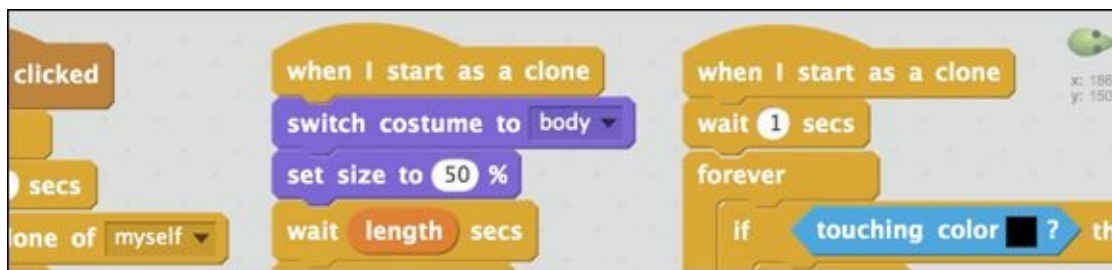 clicked
secs
one of myself
when I start as a clone
switch costume to body
set size to 50 %
wait length secs
when I start as a clone
wait 1 secs
forever
if touching color ? th
x: 186
y: 150